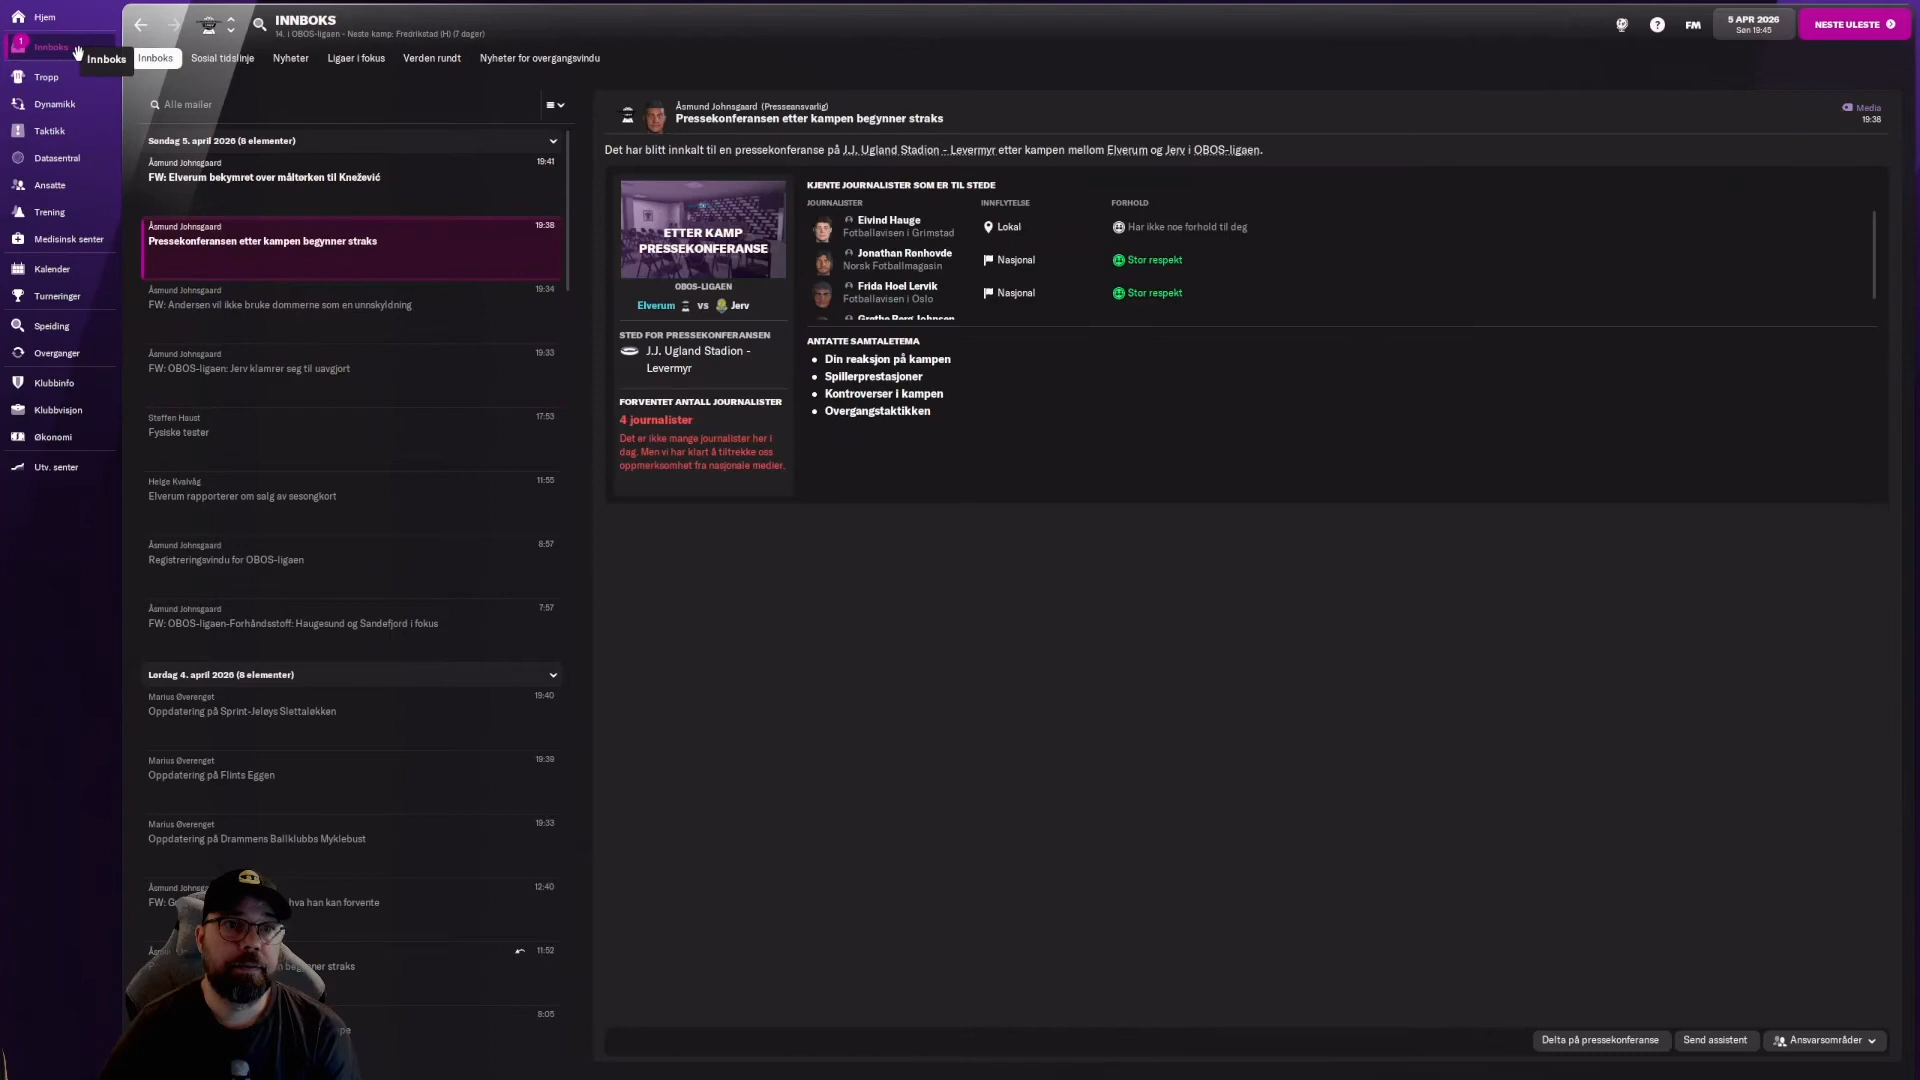 Hjem
1
Innboks
Innboks
Tropp
Dynamikk
Taktikk
Datasentral
Ansatte
Trening
Medisinsk senter
Kalender
Turneringer
Speiding
Overganger
Klubbinfo
Klubbvisjon
Økonomi
Utv. senter
INNBOKS
14. i OBOS-ligaen - Neste kamp: Fredrikstad (H) (7 dager)
FM
5 APR 2026
Søn 19:45
NESTE ULESTE
Innboks
Sosial tidslinje
Nyheter
Ligaer i fokus
Verden rundt
Nyheter for overgangsvindu
Alle mailer
Søndag 5. april 2026 (8 elementer)
Åsmund Johnsgaard 19:41
FW: Elverum bekymret over måltørken til Knežević
Åsmund Johnsgaard 19:38
Pressekonferansen etter kampen begynner straks
Åsmund Johnsgaard 19:34
FW: Andersen vil ikke bruke dommerne som en unnskyldning
Åsmund Johnsgaard 19:33
FW: OBOS-ligaen: Jerv klamrer seg til uavgjort
Steffen Haust 17:53
Fysiske tester
Helge Kvalvåg 11:55
Elverum rapporterer om salg av sesongkort
Åsmund Johnsgaard 8:57
Registreringsvindu for OBOS-ligaen
Åsmund Johnsgaard 7:57
FW: OBOS-ligaen-Forhåndsstoff: Haugesund og Sandefjord i fokus
Lørdag 4. april 2026 (8 elementer)
Marius Øverenget 19:40
Oppdatering på Sprint-Jeløys Slettaløkken
Marius Øverenget 19:39
Oppdatering på Flints Eggen
Marius Øverenget 19:33
Oppdatering på Drammens Ballklubbs Myklebust
Åsmund Johnsg 12:40
FW: hva han kan forvente
11:52
straks
8:05
Åsmund Johnsgaard (Presseansvarlig)
Pressekonferansen etter kampen begynner straks
Media
19:38
Det har blitt innkalt til en pressekonferanse på J.J. Ugland Stadion - Levermyr etter kampen mellom Elverum og Jerv i OBOS-ligaen.
ETTER KAMP
PRESSEKONFERANSE
OBOS-LIGAEN
Elverum vs Jerv
STED FOR PRESSEKONFERANSEN
J.J. Ugland Stadion -
Levermyr
FORVENTET ANTALL JOURNALISTER
4 journalister
Det er ikke mange journalister her i
dag. Men vi har klart å tiltrekke oss
oppmerksomhet fra nasjonale medier.
KJENTE JOURNALISTER SOM ER TIL STEDE
JOURNALISTER INNFLYTELSE FORHOLD
Eivind Hauge
Fotballavisen i Grimstad
Lokal
Har ikke noe forhold til deg
Jonathan Rønhovde
Norsk Fotballmagasin
Nasjonal
Stor respekt
Frida Hoel Lervik
Fotballavisen i Oslo
Nasjonal
Stor respekt
Grethe Berg Johnsen
ANTATTE SAMTALETEMA
Din reaksjon på kampen
Spillerprestasjoner
Kontroverser i kampen
Overgangstaktikken
Delta på pressekonferanse
Send assistent
Ansvarsområder